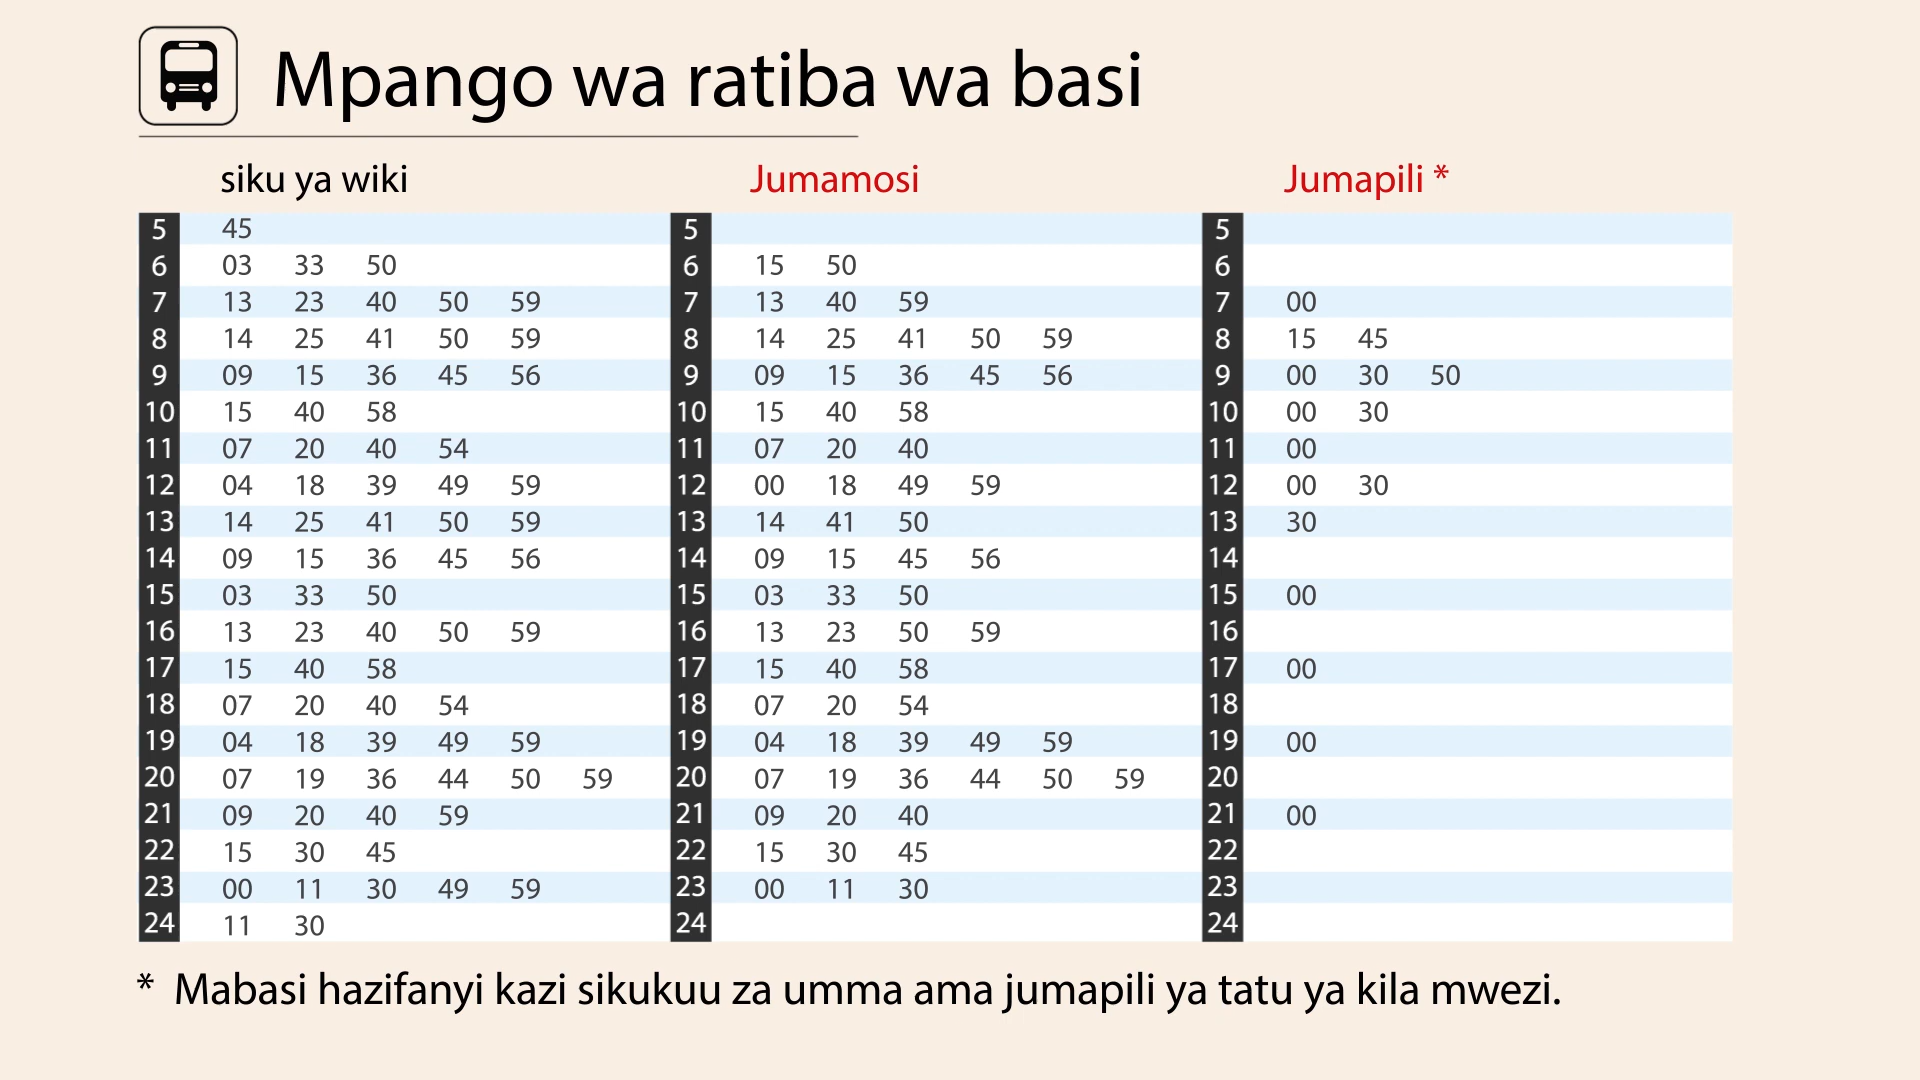 Mpango wa ratiba wa basi
siku ya wiki Jumamosi Jumapili *
5 45 5 5
6 03 33 50 6 15 50 6
7 13 23 40 50 59 7 13 40 59 7 00
8 14 25 41 50 59 8 14 25 41 50 59 8 15 45
9 09 15 36 45 56 9 09 15 36 45 56 9 00 30 50
10 15 40 58 10 15 40 58 10 00 30
11 07 20 40 54 11 07 20 40 11 00
12 04 18 39 49 59 12 00 18 49 59 12 00 30
13 14 25 41 50 59 13 14 41 50 13 30
14 09 15 36 45 56 14 09 15 45 56 14
15 03 33 50 15 03 33 50 15 00
16 13 23 40 50 59 16 13 23 50 59 16
17 15 40 58 17 15 40 58 17 00
18 07 20 40 54 18 07 20 54 18
19 04 18 39 49 59 19 04 18 39 49 59 19 00
20 07 19 36 44 50 59 20 07 19 36 44 50 59 20
21 09 20 40 59 21 09 20 40 21 00
22 15 30 45 22 15 30 45 22
23 00 11 30 49 59 23 00 11 30 23
24 11 30 24 24
* Mabasi hazifanyi kazi sikukuu za umma ama jumapili ya tatu ya kila mwezi.